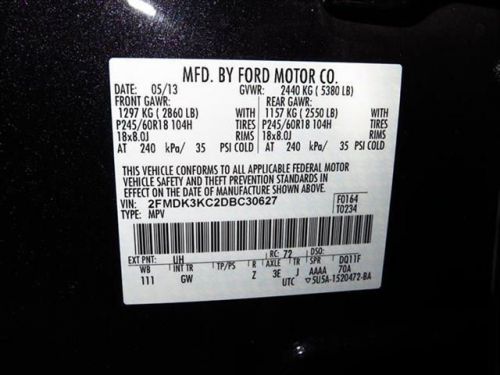 MFD. BY FORD MOTOR CO.
DATE: 05/13 GVWR: 2440 KG ( 5380 LB)
FRONT GAWR: REAR GAWR:
1297 KG ( 2860 LB) WITH 1157 KG ( 2550 LB) WITH
P245/60R18 104H TIRES P245/60R18 104H TIRES
18x8.0J RIMS 18x8.0J RIMS
AT 240 kPa/ 35 PSI COLD AT 240 kPa/ 35 PSI COLD
THIS VEHICLE CONFORMS TO ALL APPLICABLE FEDERAL MOTOR
VEHICLE SAFETY AND THEFT PREVENTION STANDARDS IN
EFFECT ON THE DATE OF MANUFACTURE SHOWN ABOVE.
VIN: 2FMDK3KC2DBC30627 F0164
TYPE: MPV T0234
EXT PNT: UH RC: 72 DSO:
WB INT TR TP/PS R AXLE TR SPR DQ11F
111 GW Z 3E J AAAA 70A
UTC ▽5U5A-1520472-BA